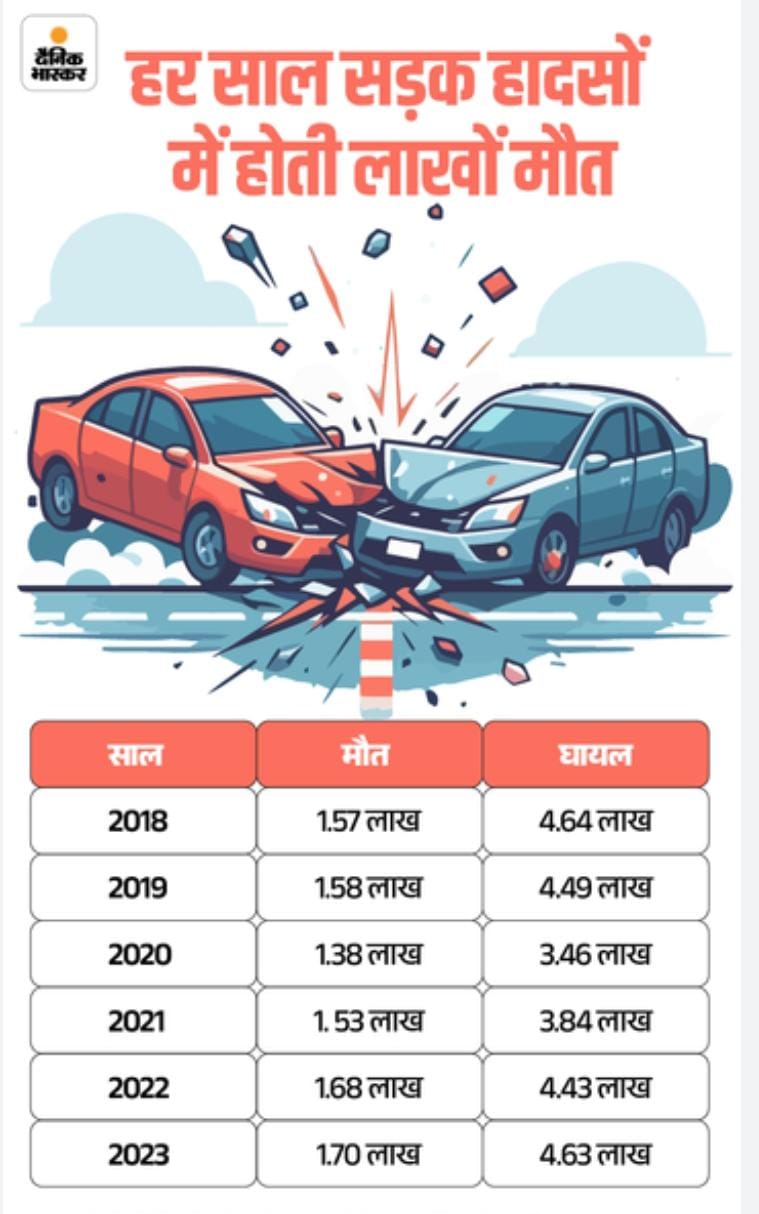 दैनिक
भास्कर
हर साल सड़क हादसों
में होती लाखों मौत
साल मौत घायल
2018 1.57 लाख 4.64 लाख
2019 1.58 लाख 4.49 लाख
2020 1.38 लाख 3.46 लाख
2021 1. 53 लाख 3.84 लाख
2022 1.68 लाख 4.43 लाख
2023 1.70 लाख 4.63 लाख